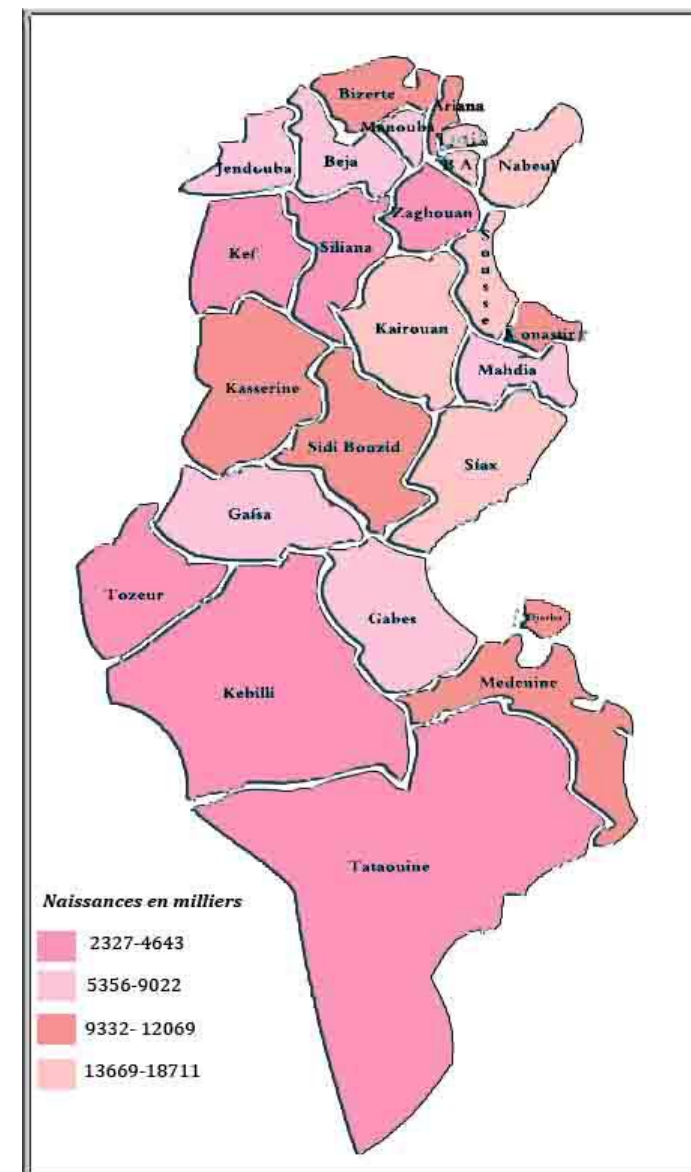 Bizerte
Ariana
Manouba
Jendouba
Beja
B A
Nabeul
Zaghouan
Kef
Siliana
Sousse
Kairouan
Monastir
Mahdia
Kasserine
Sidi Bouzid
Sfax
Gafsa
Tozeur
Gabes
Kebilli
Medenine
Tataouine
Naissances en milliers
2327-4643
5356-9022
9332- 12069
13669-18711